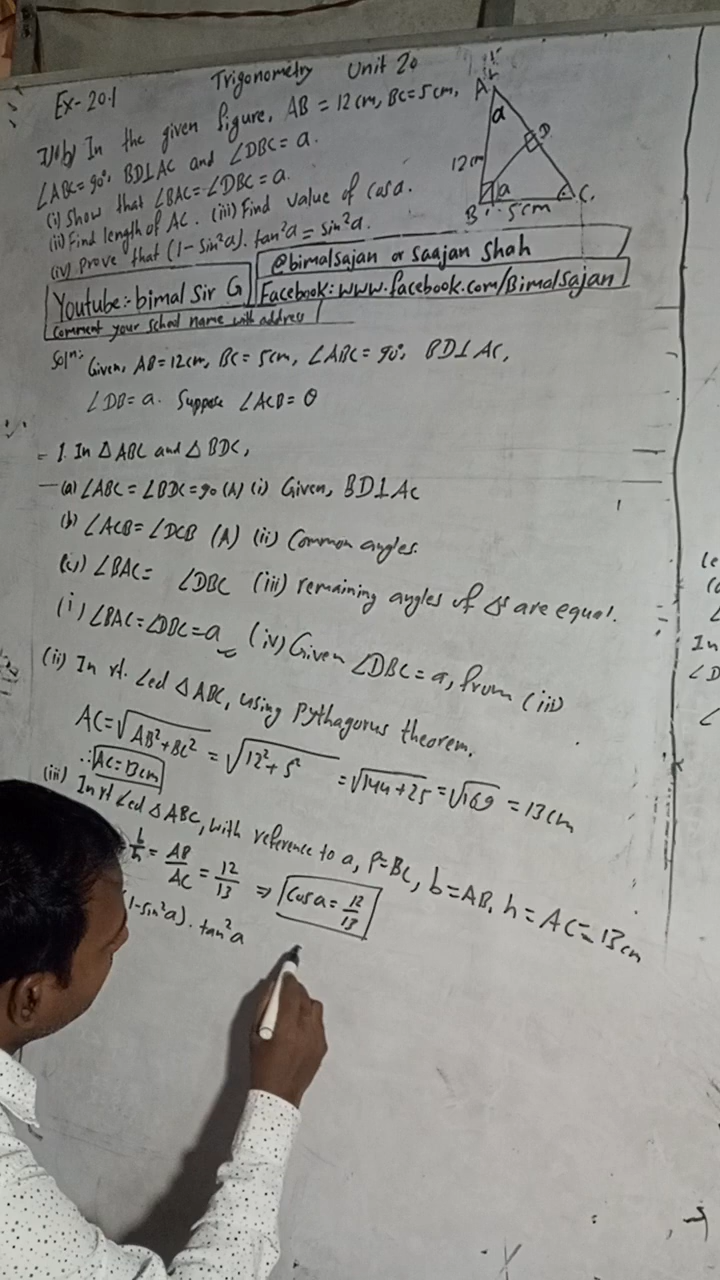 Ex-20.1 Trigonometry Unit 20
In the given figure, AB = 12 cm, BC = 5 cm,
∠ABC = 90°, BD⊥AC and ∠DBC = a.
(i) Show that ∠BAC = ∠DBC = a.
(ii) Find length of AC. (iii) Find value of cosa.
(iv) Prove that (1 - sin²a). tan²a = sin²a.
A
a
D
12cm
a
B
5cm
C
Youtube:- bimal Sir G
@bimalsajan or Saajan Shah
Facebook: www.facebook.com/Bimalsajan
Comment your school name with address
Solⁿ: Given, AB = 12cm, BC = 5cm, ∠ABC = 90°, BD⊥AC,
∠DB = a. Suppose ∠ACB = θ
1. In ΔABC and ΔBDC,
(a) ∠ABC = ∠BDC = 90 (A) (i) Given, BD⊥AC
(b) ∠ACB = ∠DCB (A) (ii) Common angles.
(c) ∠BAC = ∠DBC (iii) remaining angles of Δs are equal.
(i) ∠BAC = ∠DBC = a (iv) Given ∠DBC = a, from (iii)
(ii) In rt. ∠ed ΔABC, using Pythagorus theorem.
AC = √AB² + BC² = √12² + 5² = √144 + 25 = √169 = 13cm
∴ AC = 13cm
(iii) In rt ∠ed ΔABC, with reference to a, P = BC, b = AB, h = AC = 13cm
b/h = AB/AC = 12/13 ⇒ Cosa = 12/13
1-sin²a). tan²a
In